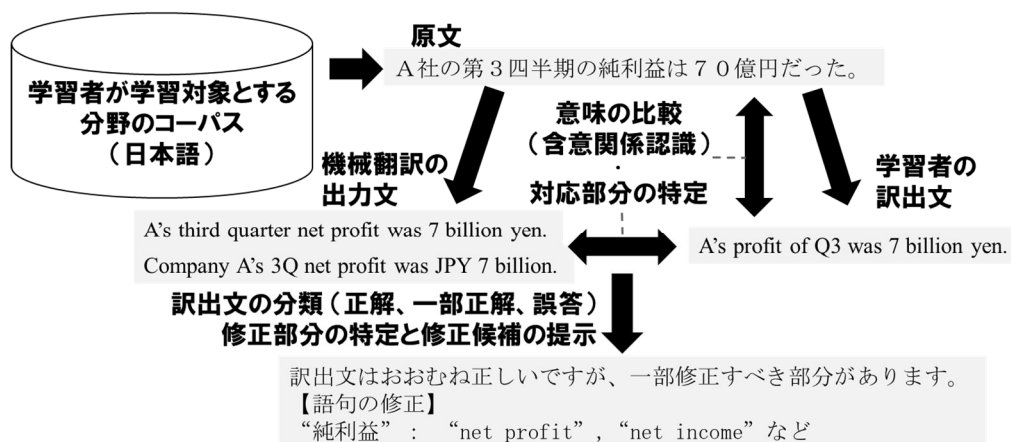 原文
A社の第３四半期の純利益は７０億円だった。
学習者が学習対象とする
分野のコーパス
（日本語）
意味の比較
（含意関係認識）
・
対応部分の特定
機械翻訳の
出力文
学習者の
訳出文
A's third quarter net profit was 7 billion yen.
Company A's 3Q net profit was JPY 7 billion.
A's profit of Q3 was 7 billion yen.
訳出文の分類（正解、一部正解、誤答）
修正部分の特定と修正候補の提示
訳出文はおおむね正しいですが、一部修正すべき部分があります。
【語句の修正】
“純利益”： “net profit”, “net income”など